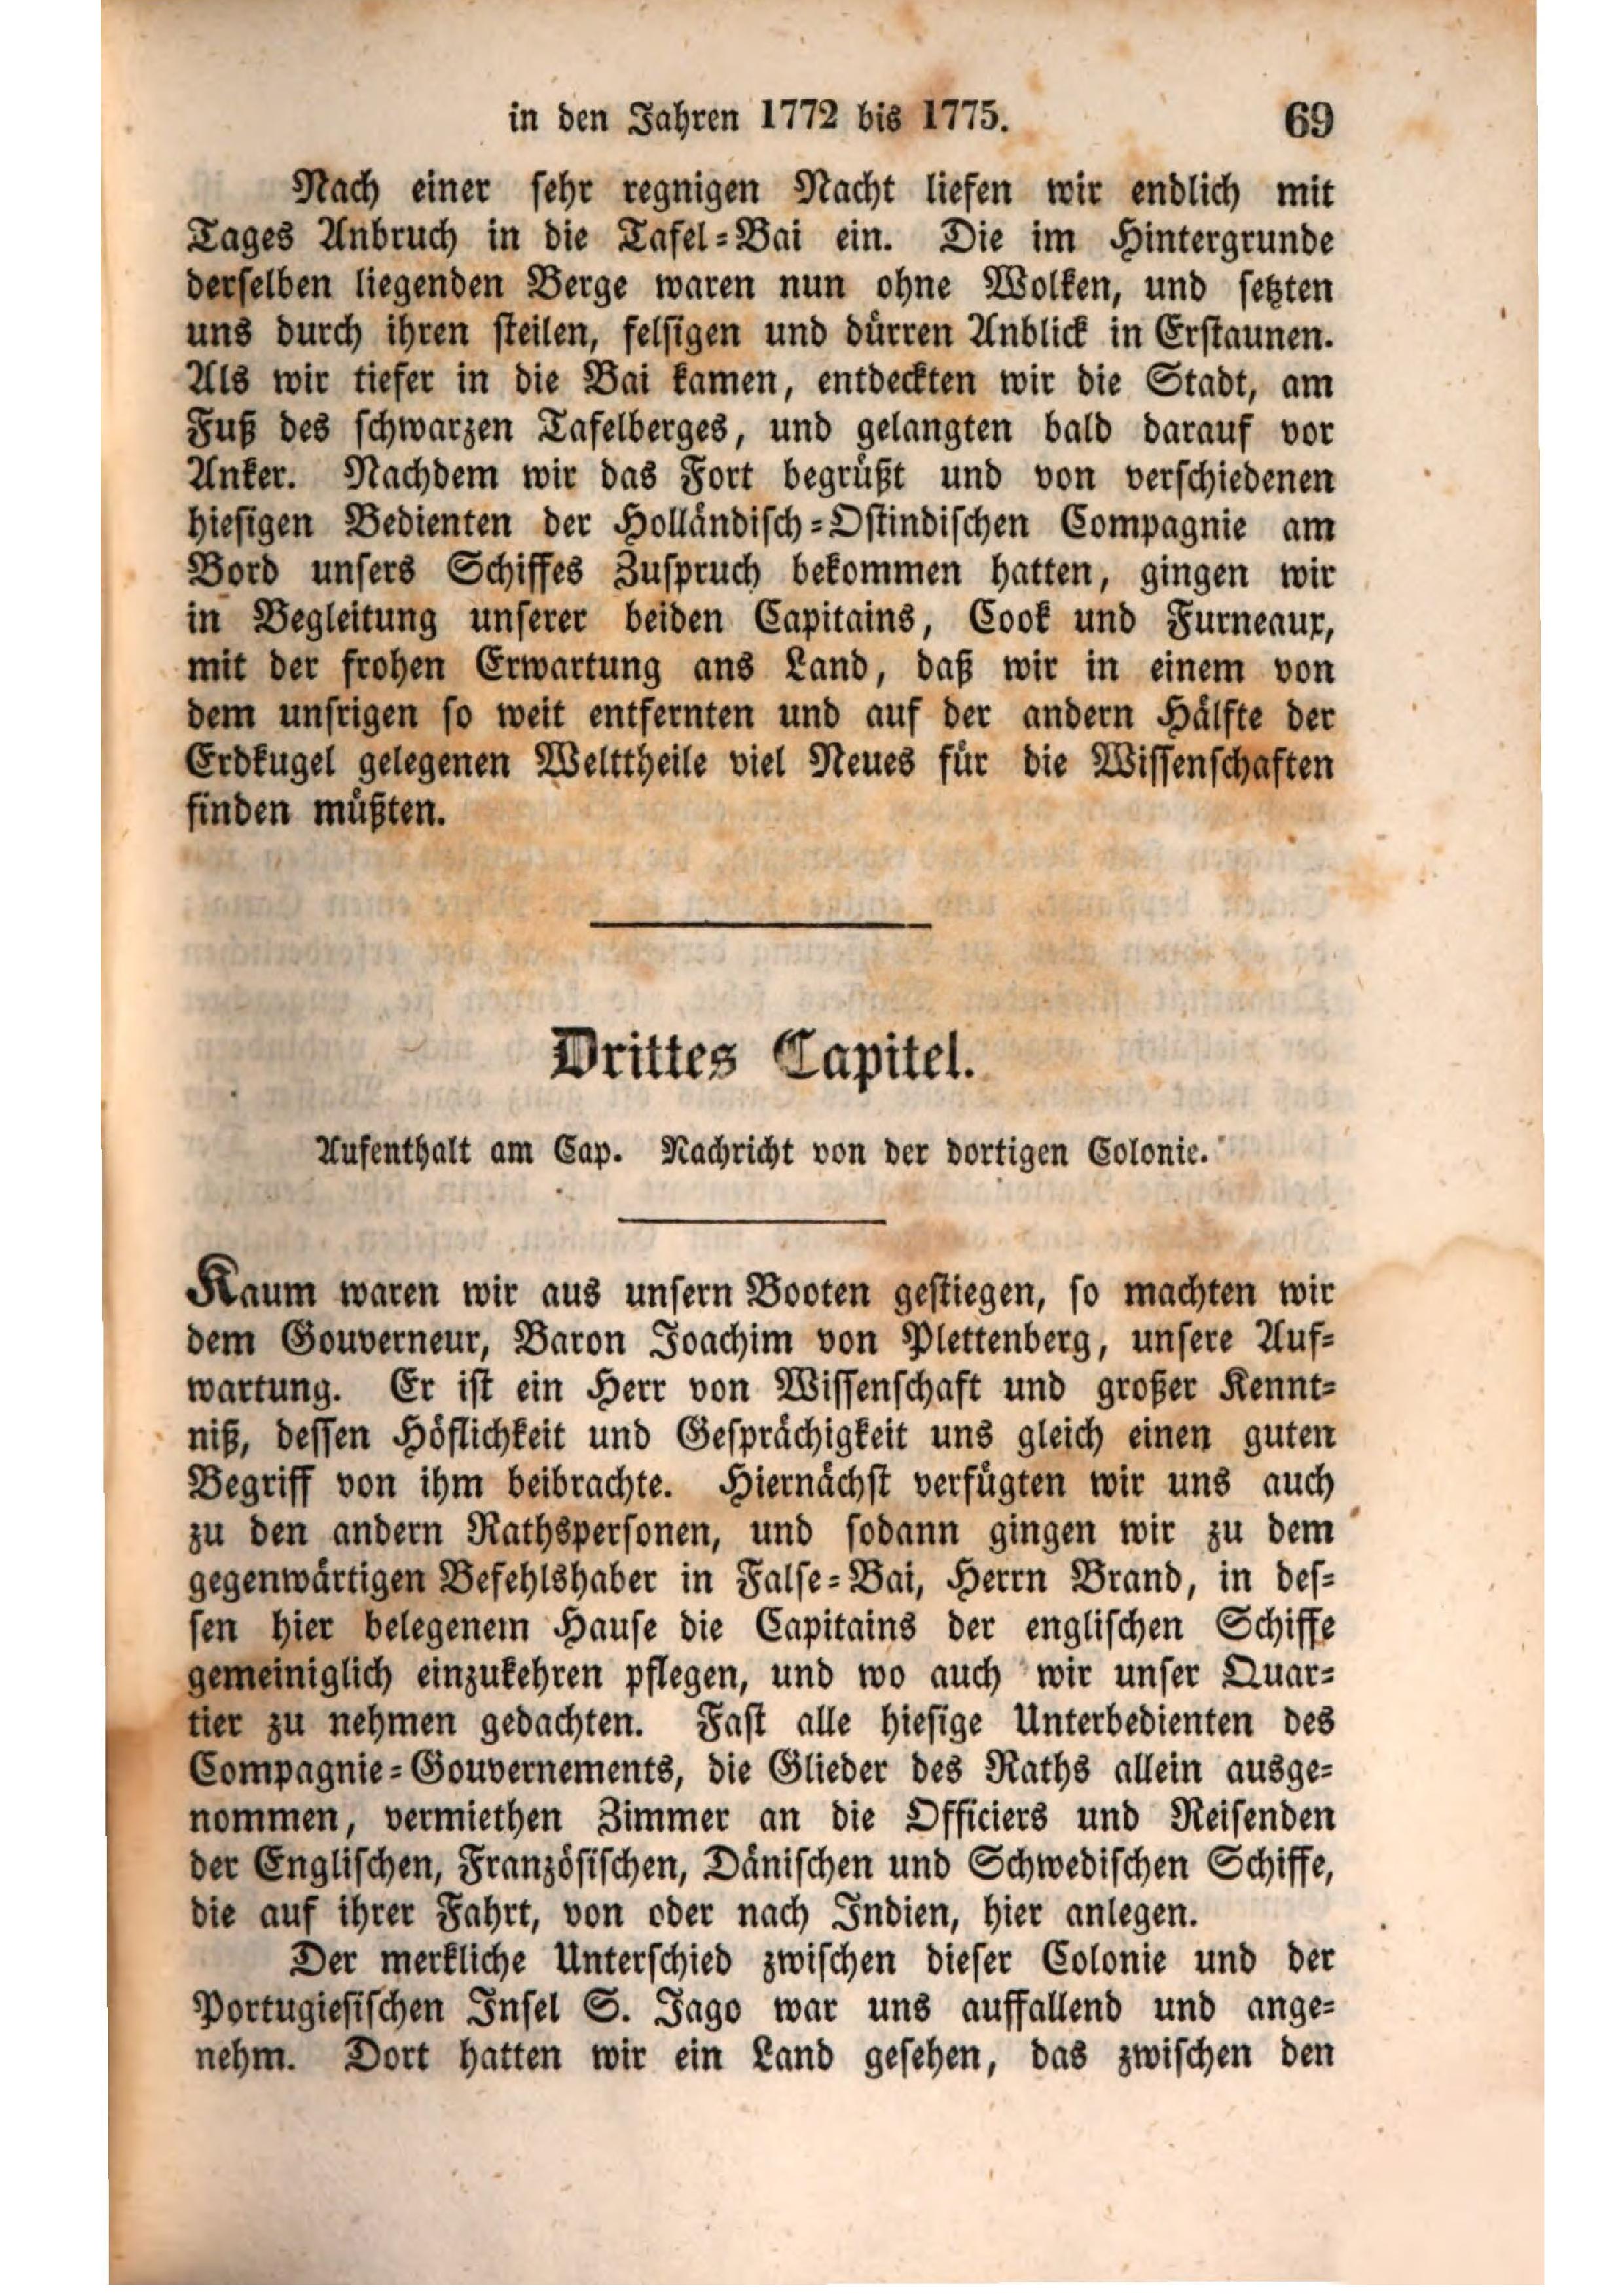 in den Jahren 1772 bis 1775. 69
Nach einer sehr regnigen Nacht liefen wir endlich mit
Tages Anbruch in die Tafel-Bai ein. Die im Hintergrunde
derselben liegenden Berge waren nun ohne Wolken, und setzten
uns durch ihren steilen, felsigen und dürren Anblick in Erstaunen.
Als wir tiefer in die Bai kamen, entdeckten wir die Stadt, am
Fuß des schwarzen Tafelberges, und gelangten bald darauf vor
Anker. Nachdem wir das Fort begrüßt und von verschiedenen
hiesigen Bedienten der Holländisch-Ostindischen Compagnie am
Bord unsers Schiffes Zuspruch bekommen hatten, gingen wir
in Begleitung unserer beiden Capitains, Cook und Furneaux,
mit der frohen Erwartung ans Land, daß wir in einem von
dem unsrigen so weit entfernten und auf der andern Hälfte der
Erdkugel gelegenen Welttheile viel Neues für die Wissenschaften
finden müßten.
Drittes Capitel.
Aufenthalt am Cap. Nachricht von der dortigen Colonie.
Kaum waren wir aus unsern Booten gestiegen, so machten wir
dem Gouverneur, Baron Joachim von Plettenberg, unsere Auf-
wartung. Er ist ein Herr von Wissenschaft und großer Kennt-
niß, dessen Höflichkeit und Gesprächigkeit uns gleich einen guten
Begriff von ihm beibrachte. Hiernächst verfügten wir uns auch
zu den andern Rathspersonen, und sodann gingen wir zu dem
gegenwärtigen Befehlshaber in False-Bai, Herrn Brand, in des-
sen hier belegenem Hause die Capitains der englischen Schiffe
gemeiniglich einzukehren pflegen, und wo auch wir unser Quar-
tier zu nehmen gedachten. Fast alle hiesige Unterbedienten des
Compagnie-Gouvernements, die Glieder des Raths allein ausge-
nommen, vermiethen Zimmer an die Officiers und Reisenden
der Englischen, Französischen, Dänischen und Schwedischen Schiffe,
die auf ihrer Fahrt, von oder nach Indien, hier anlegen.
Der merkliche Unterschied zwischen dieser Colonie und der
Portugiesischen Insel S. Jago war uns auffallend und ange-
nehm. Dort hatten wir ein Land gesehen, das zwischen den